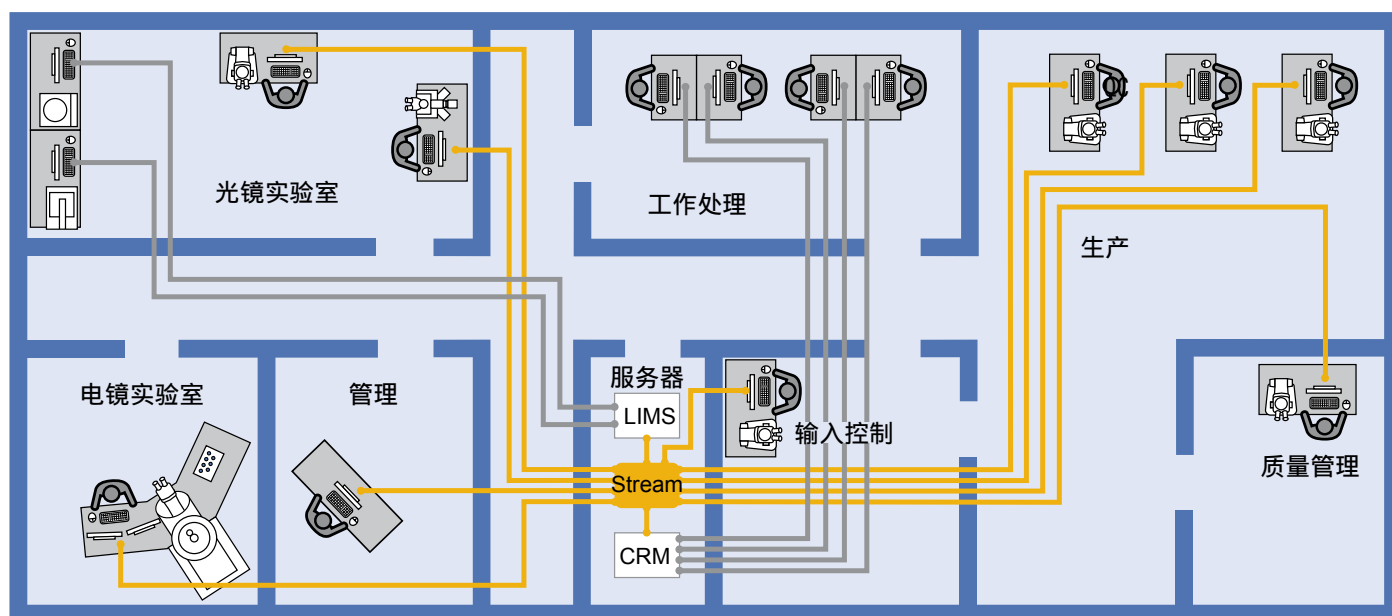 光镜实验室
工作处理
生产
电镜实验室
管理
服务器
LIMS
输入控制
Stream
质量管理
CRM